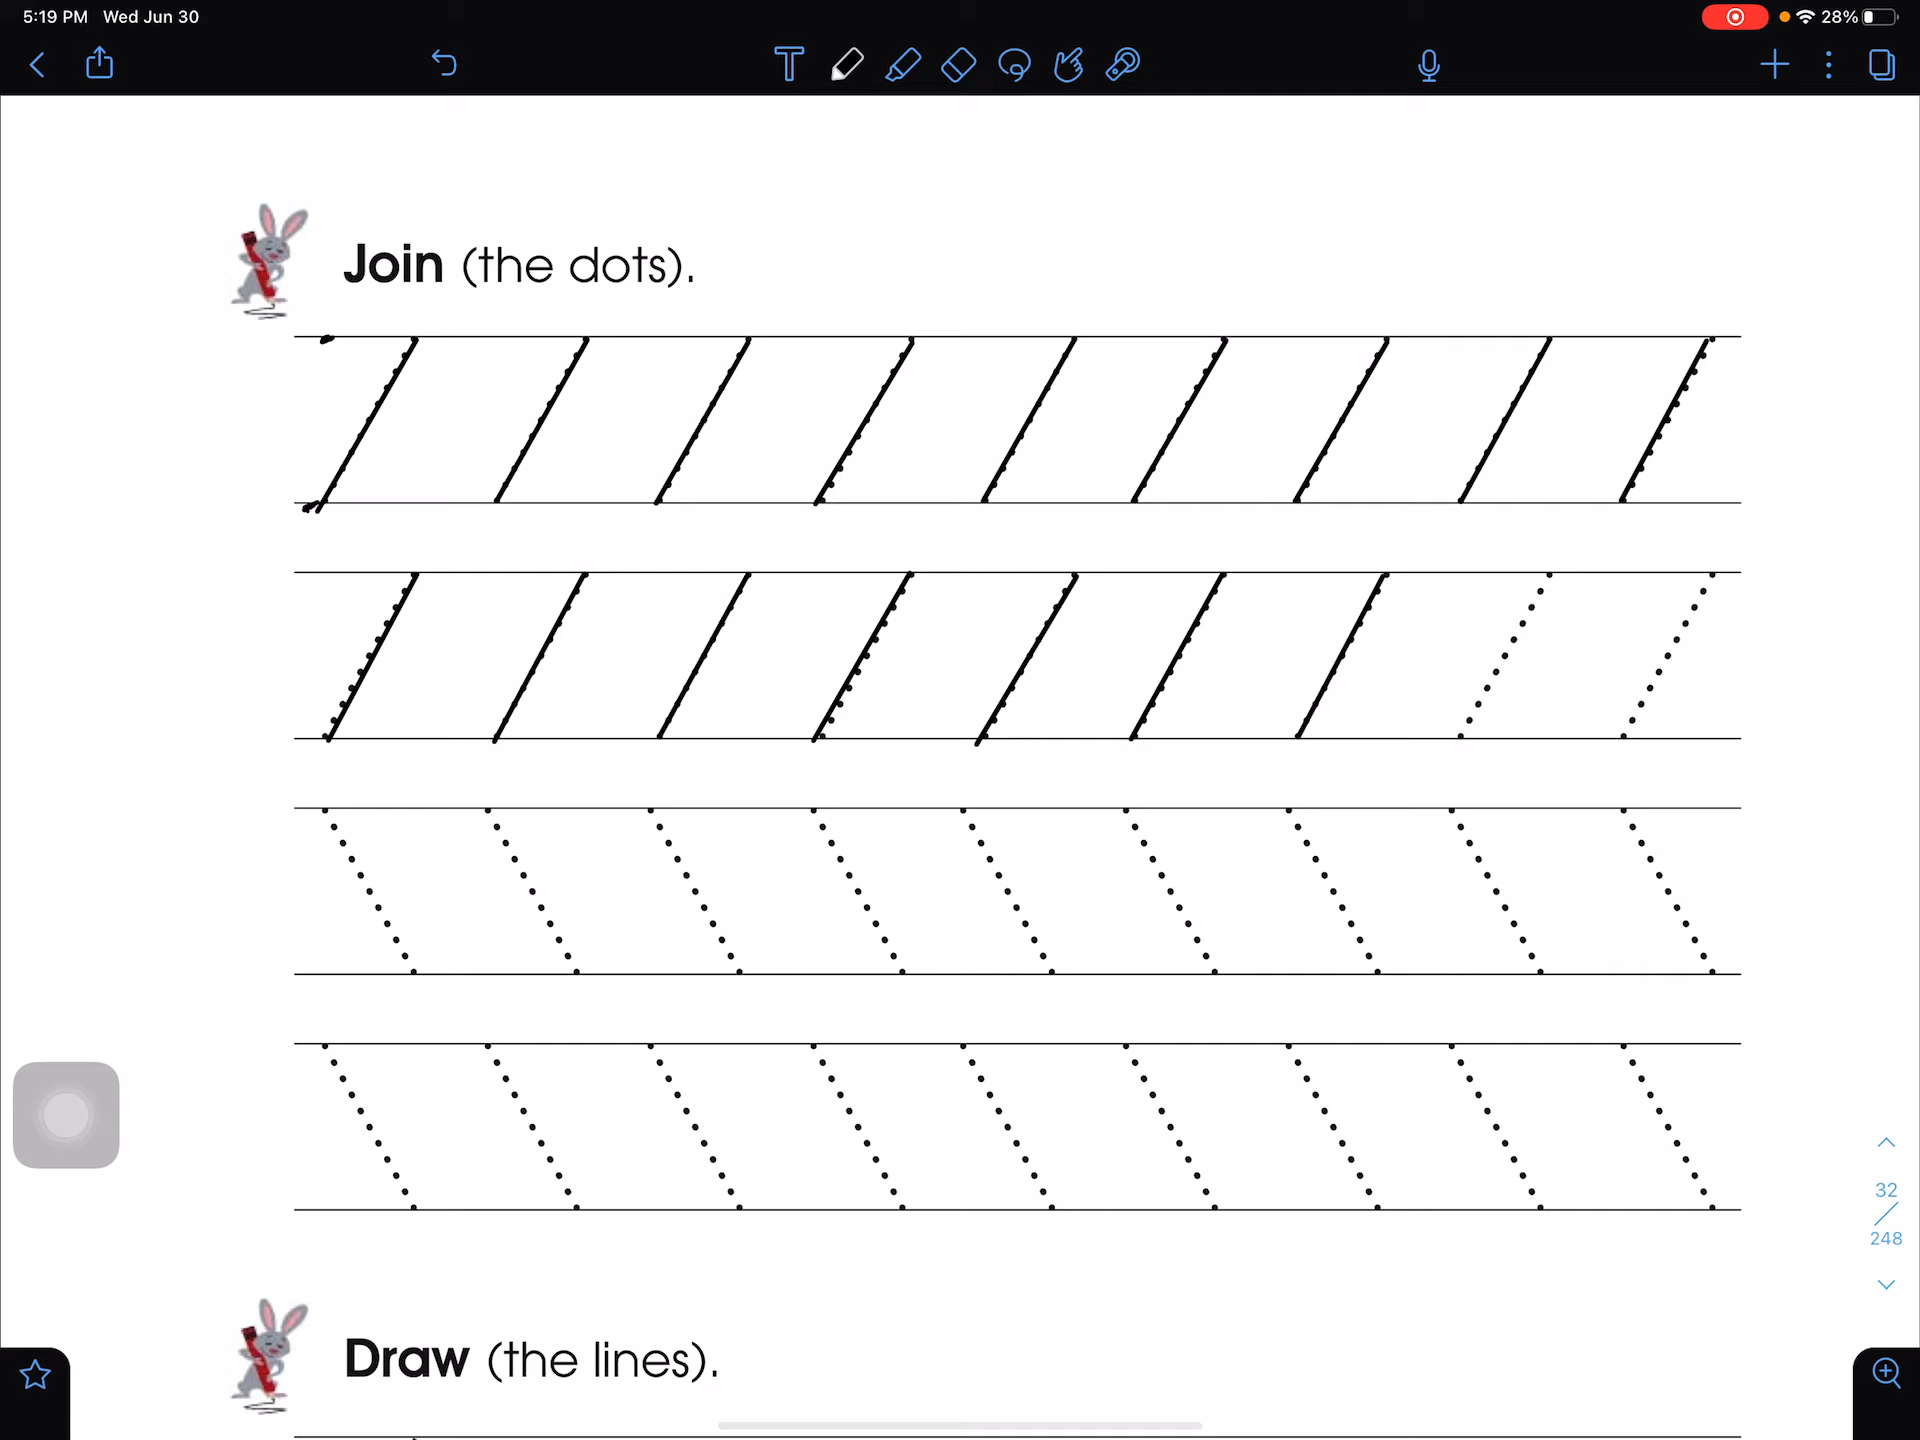 5:19 PM Wed Jun 30
28%
T
Join (the dots).
32
248
Draw (the lines).